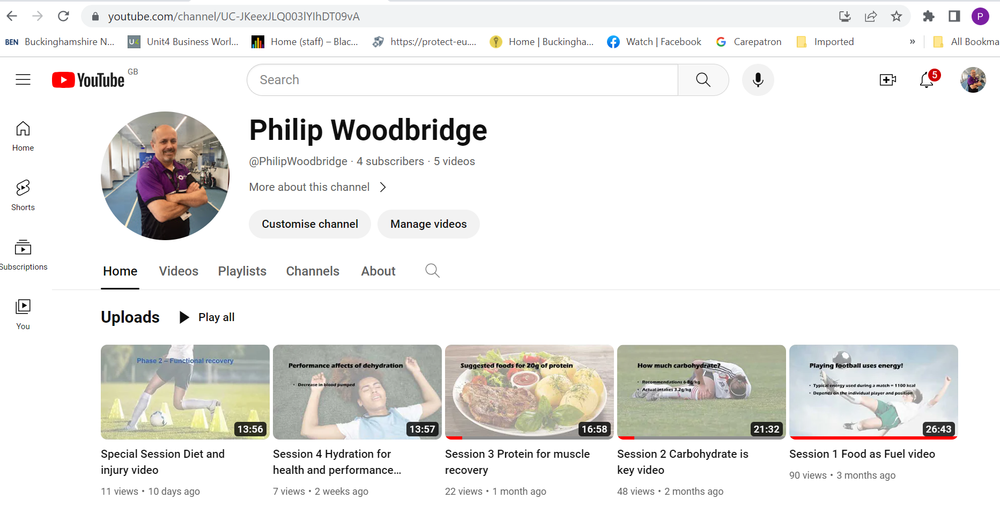 youtube.com/channel/UC-JKeexJLQ003lYIhDT09vA
P
BEN Buckinghamshire N... U4 Unit4 Business Worl... Home (staff) – Blac... https://protect-eu.... Home | Buckingha... Watch | Facebook Carepatron Imported » All Bookma
YouTube GB
Search
5
Home
Shorts
Subscriptions
You
Philip Woodbridge
@PhilipWoodbridge · 4 subscribers · 5 videos
More about this channel
Customise channel Manage videos
Home Videos Playlists Channels About
Uploads Play all
Phase 2 – Functional recovery
13:56
Special Session Diet and
injury video
11 views • 10 days ago
Performance affects of dehydration
• Decrease in blood pumped
13:57
Session 4 Hydration for
health and performance...
7 views • 2 weeks ago
Suggested foods for 20g of protein
16:58
Session 3 Protein for muscle
recovery
22 views • 1 month ago
How much carbohydrate?
• Recommendations 6-8g/kg
• Actual intakes 3.2g/kg
21:32
Session 2 Carbohydrate is
key video
48 views • 2 months ago
Playing football uses energy!
• Typical energy used during a match = 1100 kcal
• Depends on the individual player and position
26:43
Session 1 Food as Fuel video
90 views • 3 months ago